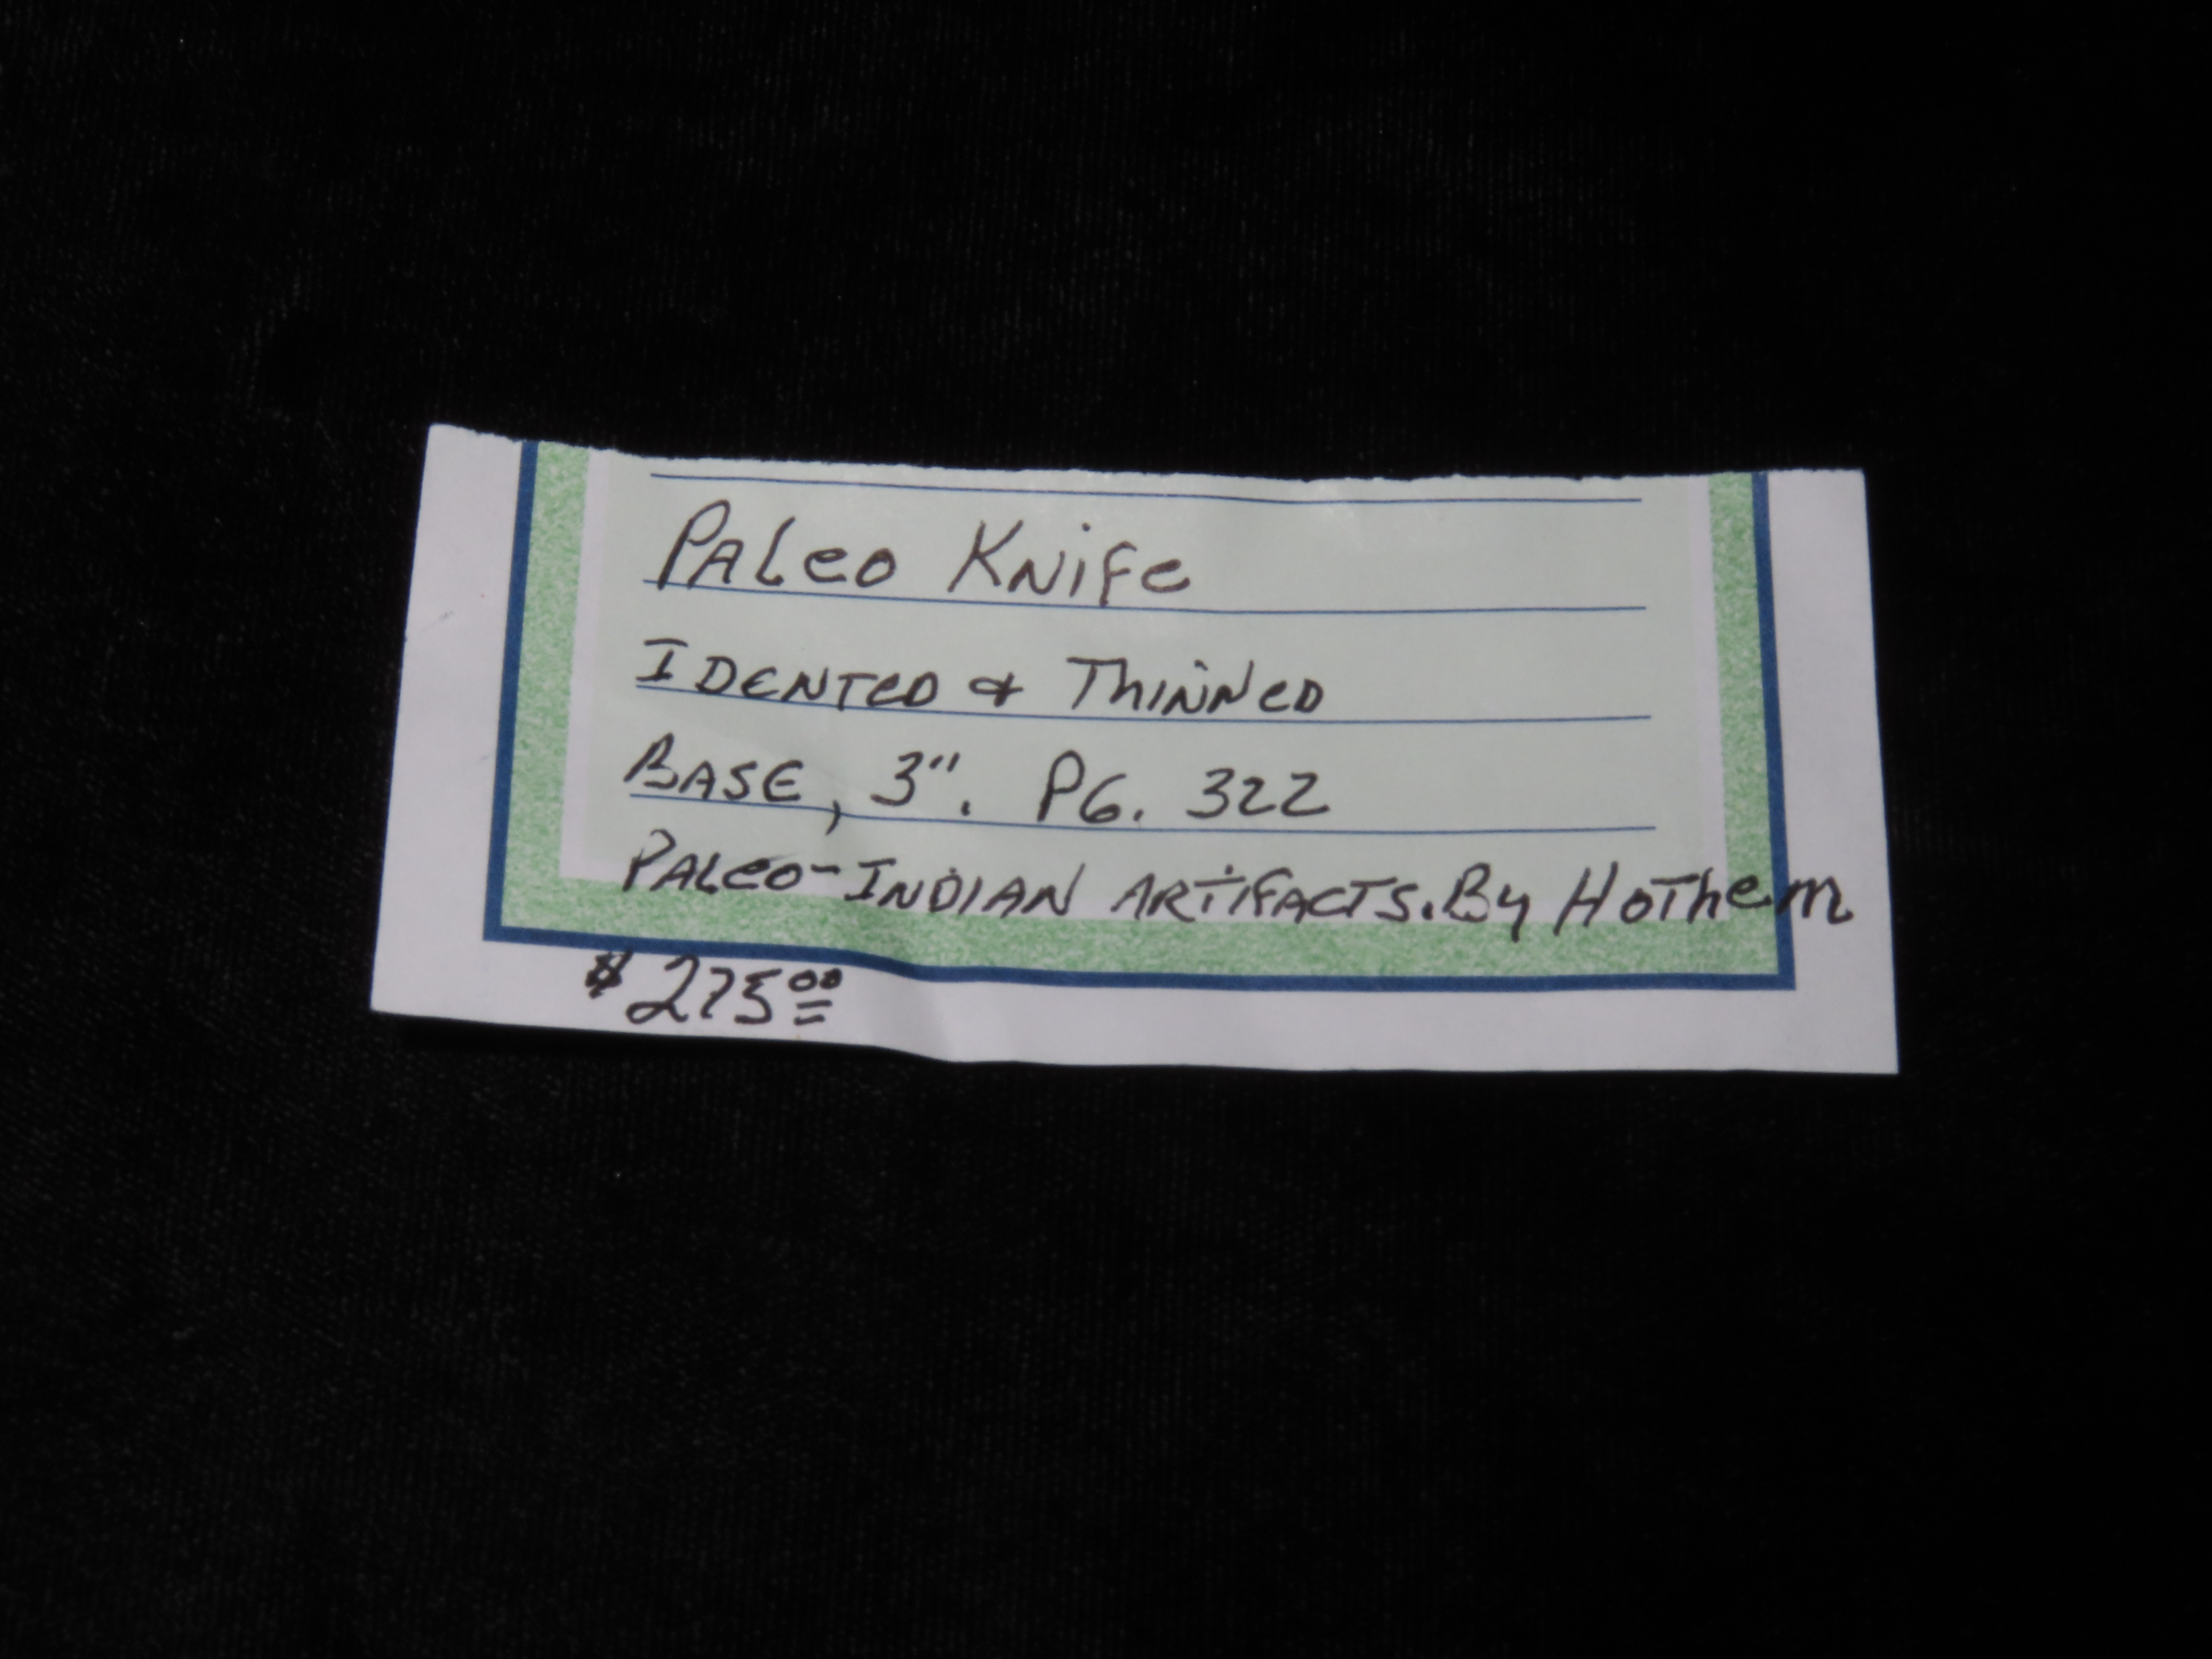 Paleo Knife
Idented & Thinned
Base, 3". Pg. 322
Paleo-Indian Artifacts. By Hothem
$275.00